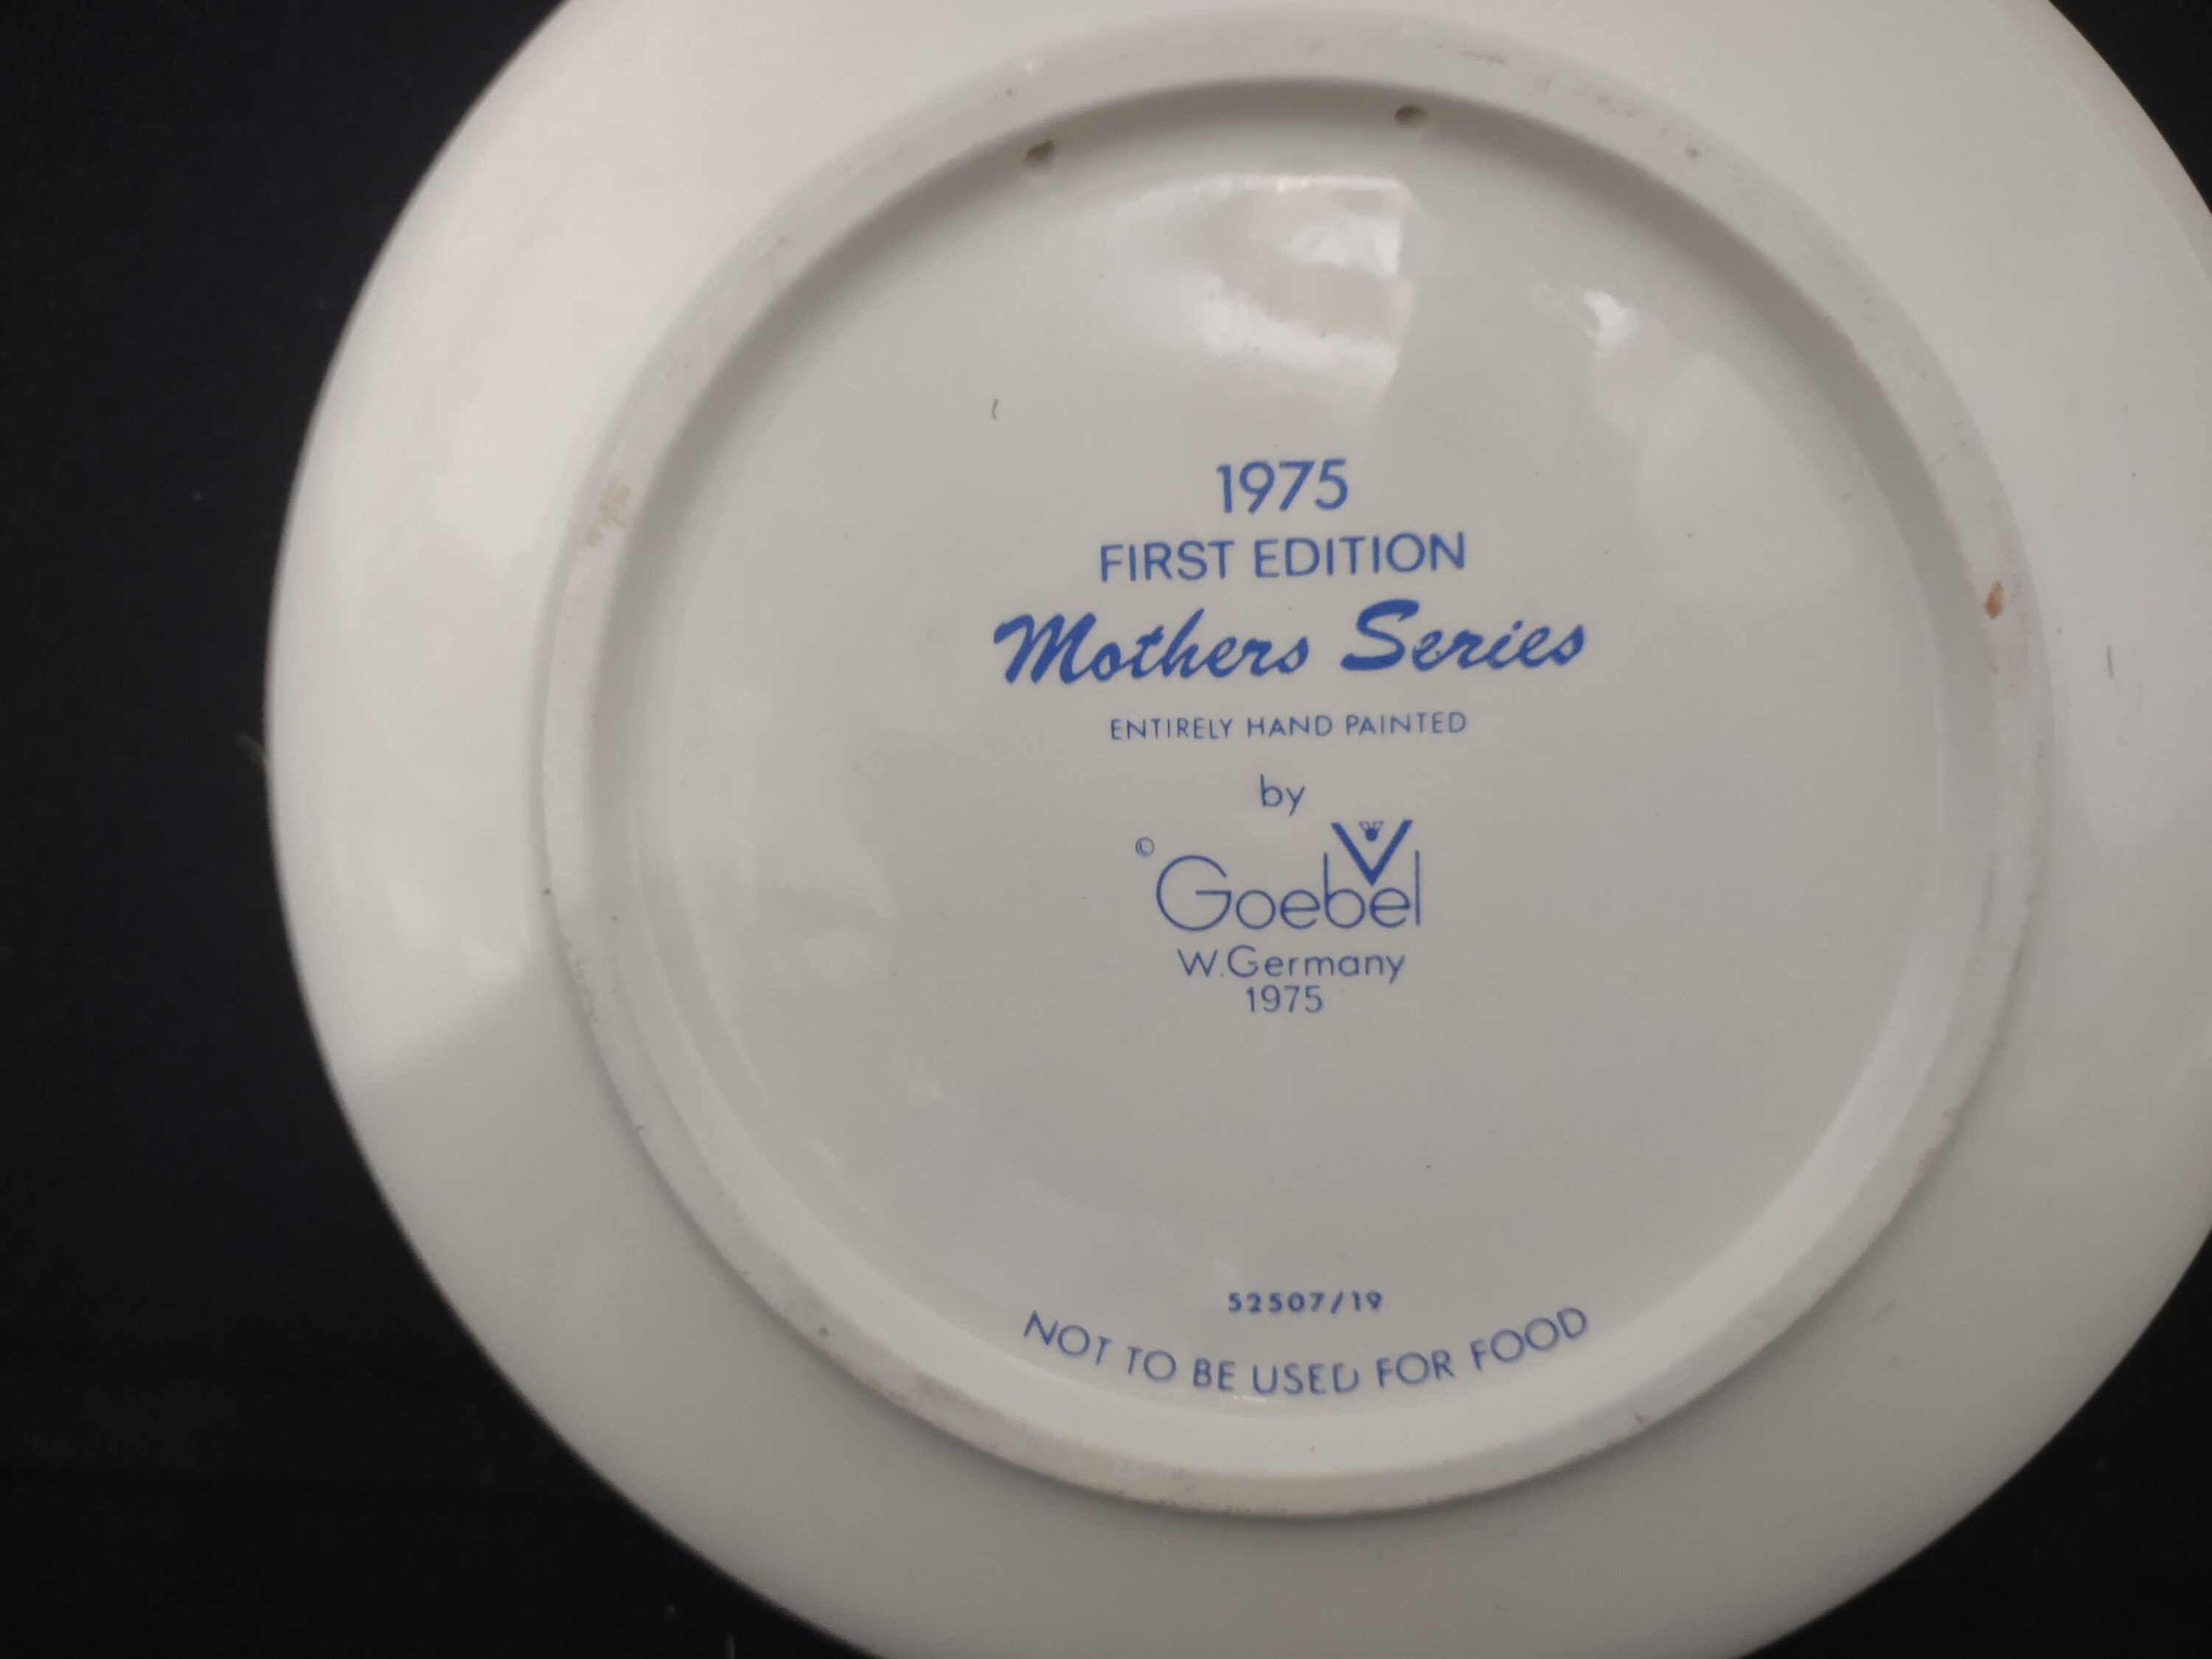 1975
FIRST EDITION
Mothers Series
ENTIRELY HAND PAINTED
by
© Goebel
W.Germany
1975
52507/19
NOT TO BE USED FOR FOOD